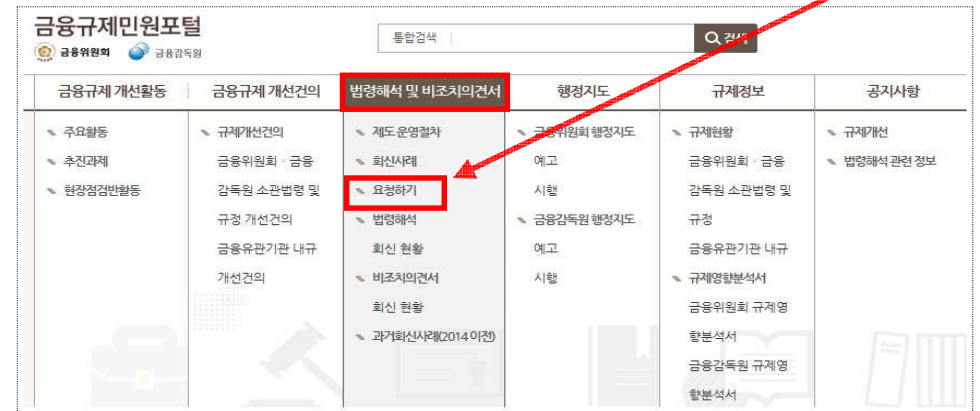 금융규제민원포털
금융위원회 금융감독원
통합검색
검색
금융규제 개선활동
금융규제 개선건의
법령해석 및 비조치의견서
행정지도
규제정보
공지사항
주요활동
추진과제
현장점검반활동
규제개선건의
금융위원회 · 금융
감독원 소관법령 및
규정 개선건의
금융유관기관 내규
개선건의
제도 운영절차
회신사례
요청하기
법령해석
회신 현황
비조치의견서
회신 현황
과거회신사례(2014 이전)
금융위원회 행정지도
예고
시행
금융감독원 행정지도
예고
시행
규제현황
금융위원회 · 금융
감독원 소관법령 및
규정
금융유관기관 내규
규제영향분석서
금융위원회 규제영
향분석서
금융감독원 규제영
향분석서
규제개선
법령해석 관련 정보